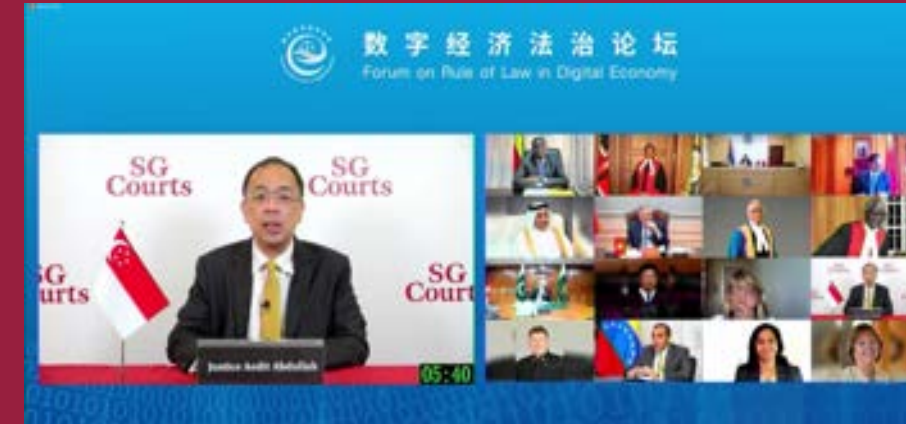 数字经济法治论坛
Forum on Rule of Law in Digital Economy
SG
Courts
SG
Courts
SG
urts
SG
Court
Justice Aedit Abdullah
05:40